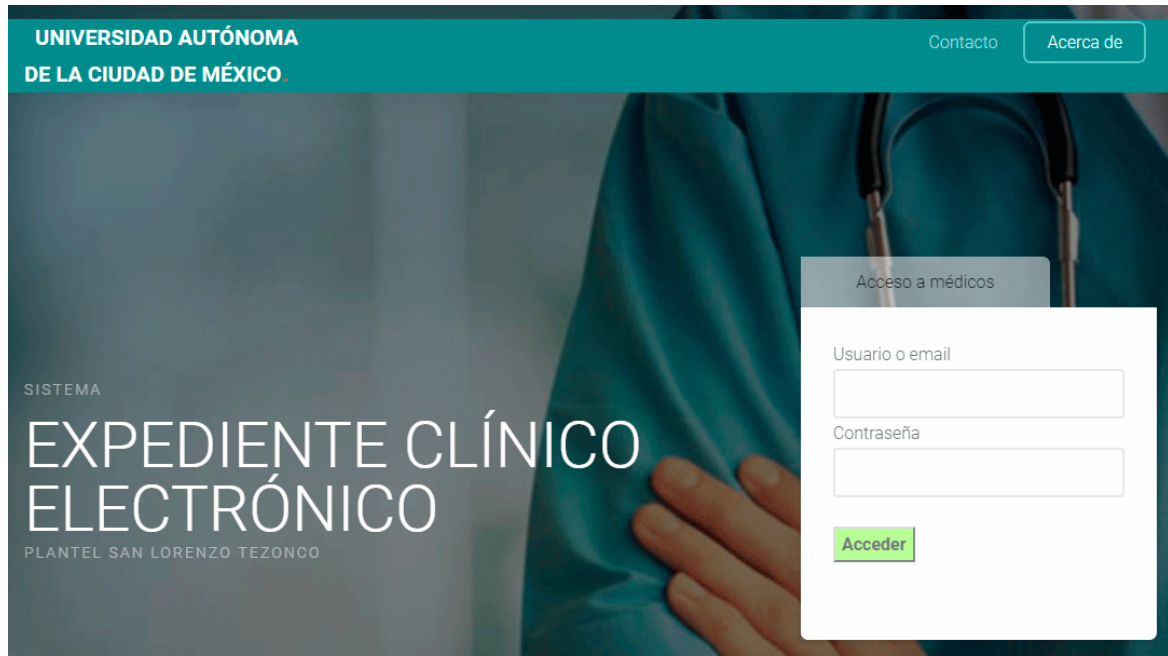 UNIVERSIDAD AUTÓNOMA
DE LA CIUDAD DE MÉXICO.
Contacto
Acerca de
SISTEMA
EXPEDIENTE CLÍNICO
ELECTRÓNICO
PLANTEL SAN LORENZO TEZONCO
Acceso a médicos
Usuario o email
Contraseña
Acceder